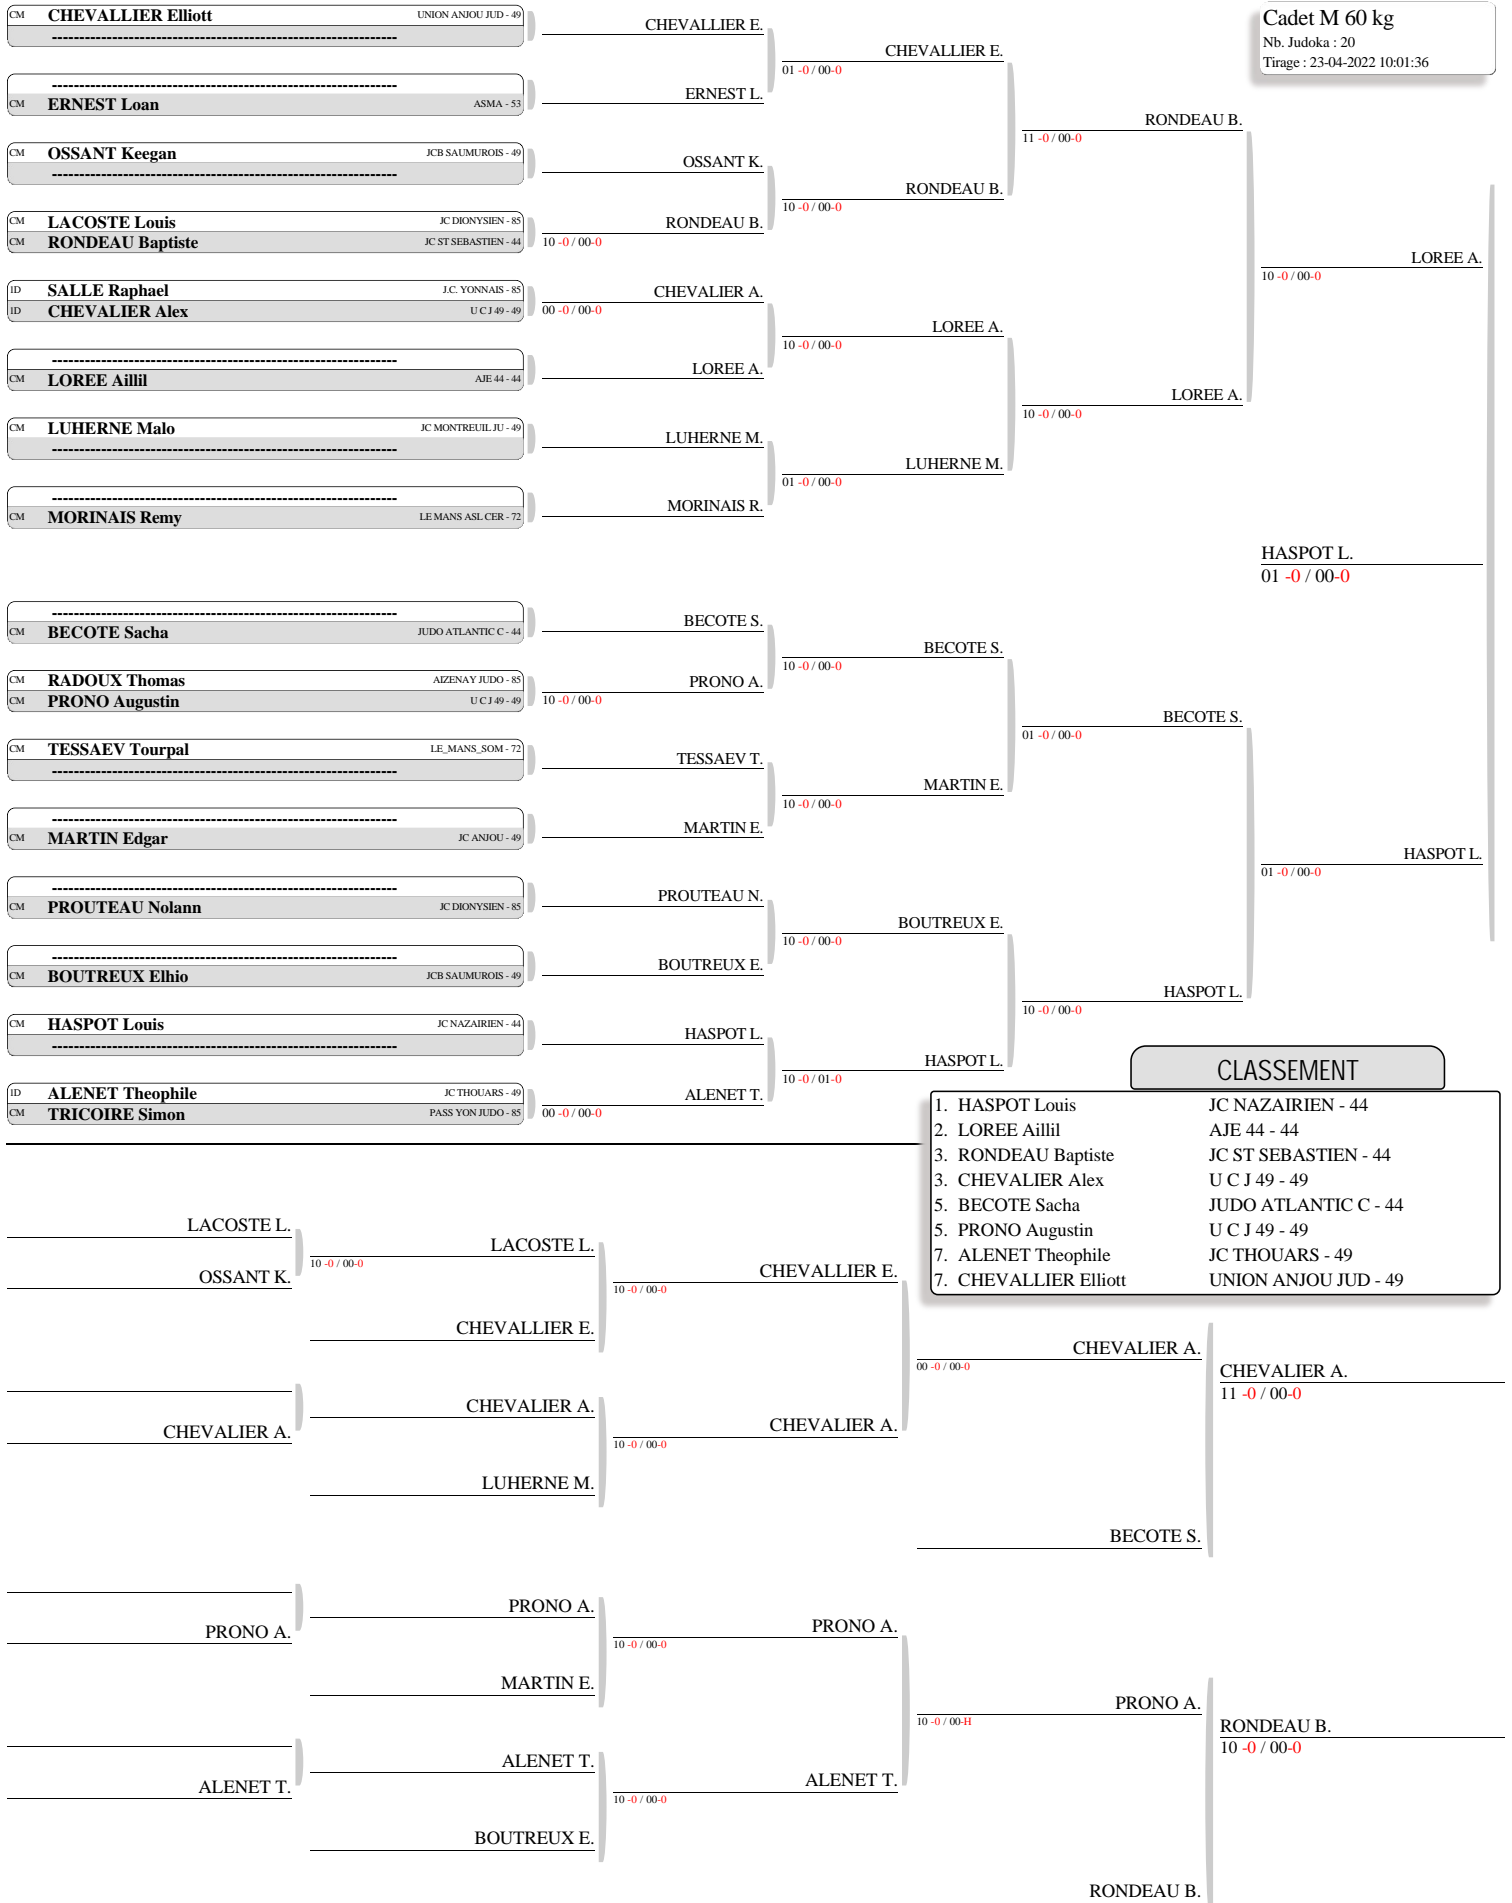 Cadet M 60 kg
Nb. Judoka : 20
Tirage : 23-04-2022 10:01:36
CM CHEVALLIER Elliott UNION ANJOU JUD - 49
------------------------------------------------------------------
------------------------------------------------------------------
CM ERNEST Loan ASMA - 53
CM OSSANT Keegan JCB SAUMUROIS - 49
------------------------------------------------------------------
CM LACOSTE Louis JC DIONYSIEN - 85
CM RONDEAU Baptiste JC ST SEBASTIEN - 44
1D SALLE Raphael J.C. YONNAIS - 85
1D CHEVALIER Alex U C J 49 - 49
------------------------------------------------------------------
CM LOREE Aillil AJE 44 - 44
CM LUHERNE Malo JC MONTREUIL JU - 49
------------------------------------------------------------------
------------------------------------------------------------------
CM MORINAIS Remy LE MANS ASL CER - 72
------------------------------------------------------------------
CM BECOTE Sacha JUDO ATLANTIC C - 44
CM RADOUX Thomas AIZENAY JUDO - 85
CM PRONO Augustin U C J 49 - 49
CM TESSAEV Tourpal LE_MANS_SOM - 72
------------------------------------------------------------------
------------------------------------------------------------------
CM MARTIN Edgar JC ANJOU - 49
------------------------------------------------------------------
CM PROUTEAU Nolann JC DIONYSIEN - 85
------------------------------------------------------------------
CM BOUTREUX Elhio JCB SAUMUROIS - 49
CM HASPOT Louis JC NAZAIRIEN - 44
------------------------------------------------------------------
1D ALENET Theophile JC THOUARS - 49
CM TRICOIRE Simon PASS YON JUDO - 85
CHEVALLIER E.
ERNEST L.
OSSANT K.
RONDEAU B.
10 -0 / 00-0
CHEVALIER A.
00 -0 / 00-0
LOREE A.
LUHERNE M.
MORINAIS R.
BECOTE S.
PRONO A.
10 -0 / 00-0
TESSAEV T.
MARTIN E.
PROUTEAU N.
BOUTREUX E.
HASPOT L.
ALENET T.
00 -0 / 00-0
CHEVALLIER E.
01 -0 / 00-0
RONDEAU B.
10 -0 / 00-0
LOREE A.
10 -0 / 00-0
LUHERNE M.
01 -0 / 00-0
BECOTE S.
10 -0 / 00-0
MARTIN E.
10 -0 / 00-0
BOUTREUX E.
10 -0 / 00-0
HASPOT L.
10 -0 / 01-0
RONDEAU B.
11 -0 / 00-0
LOREE A.
10 -0 / 00-0
BECOTE S.
01 -0 / 00-0
HASPOT L.
10 -0 / 00-0
LOREE A.
10 -0 / 00-0
HASPOT L.
01 -0 / 00-0
HASPOT L.
01 -0 / 00-0
CLASSEMENT
1. HASPOT Louis JC NAZAIRIEN - 44
2. LOREE Aillil AJE 44 - 44
3. RONDEAU Baptiste JC ST SEBASTIEN - 44
3. CHEVALIER Alex U C J 49 - 49
5. BECOTE Sacha JUDO ATLANTIC C - 44
5. PRONO Augustin U C J 49 - 49
7. ALENET Theophile JC THOUARS - 49
7. CHEVALLIER Elliott UNION ANJOU JUD - 49
LACOSTE L.
OSSANT K.
CHEVALIER A.
PRONO A.
ALENET T.
LACOSTE L.
10 -0 / 00-0
CHEVALLIER E.
CHEVALIER A.
LUHERNE M.
PRONO A.
MARTIN E.
ALENET T.
BOUTREUX E.
CHEVALLIER E.
10 -0 / 00-0
CHEVALIER A.
10 -0 / 00-0
PRONO A.
10 -0 / 00-0
ALENET T.
10 -0 / 00-0
CHEVALIER A.
00 -0 / 00-0
BECOTE S.
PRONO A.
10 -0 / 00-H
RONDEAU B.
CHEVALIER A.
11 -0 / 00-0
RONDEAU B.
10 -0 / 00-0